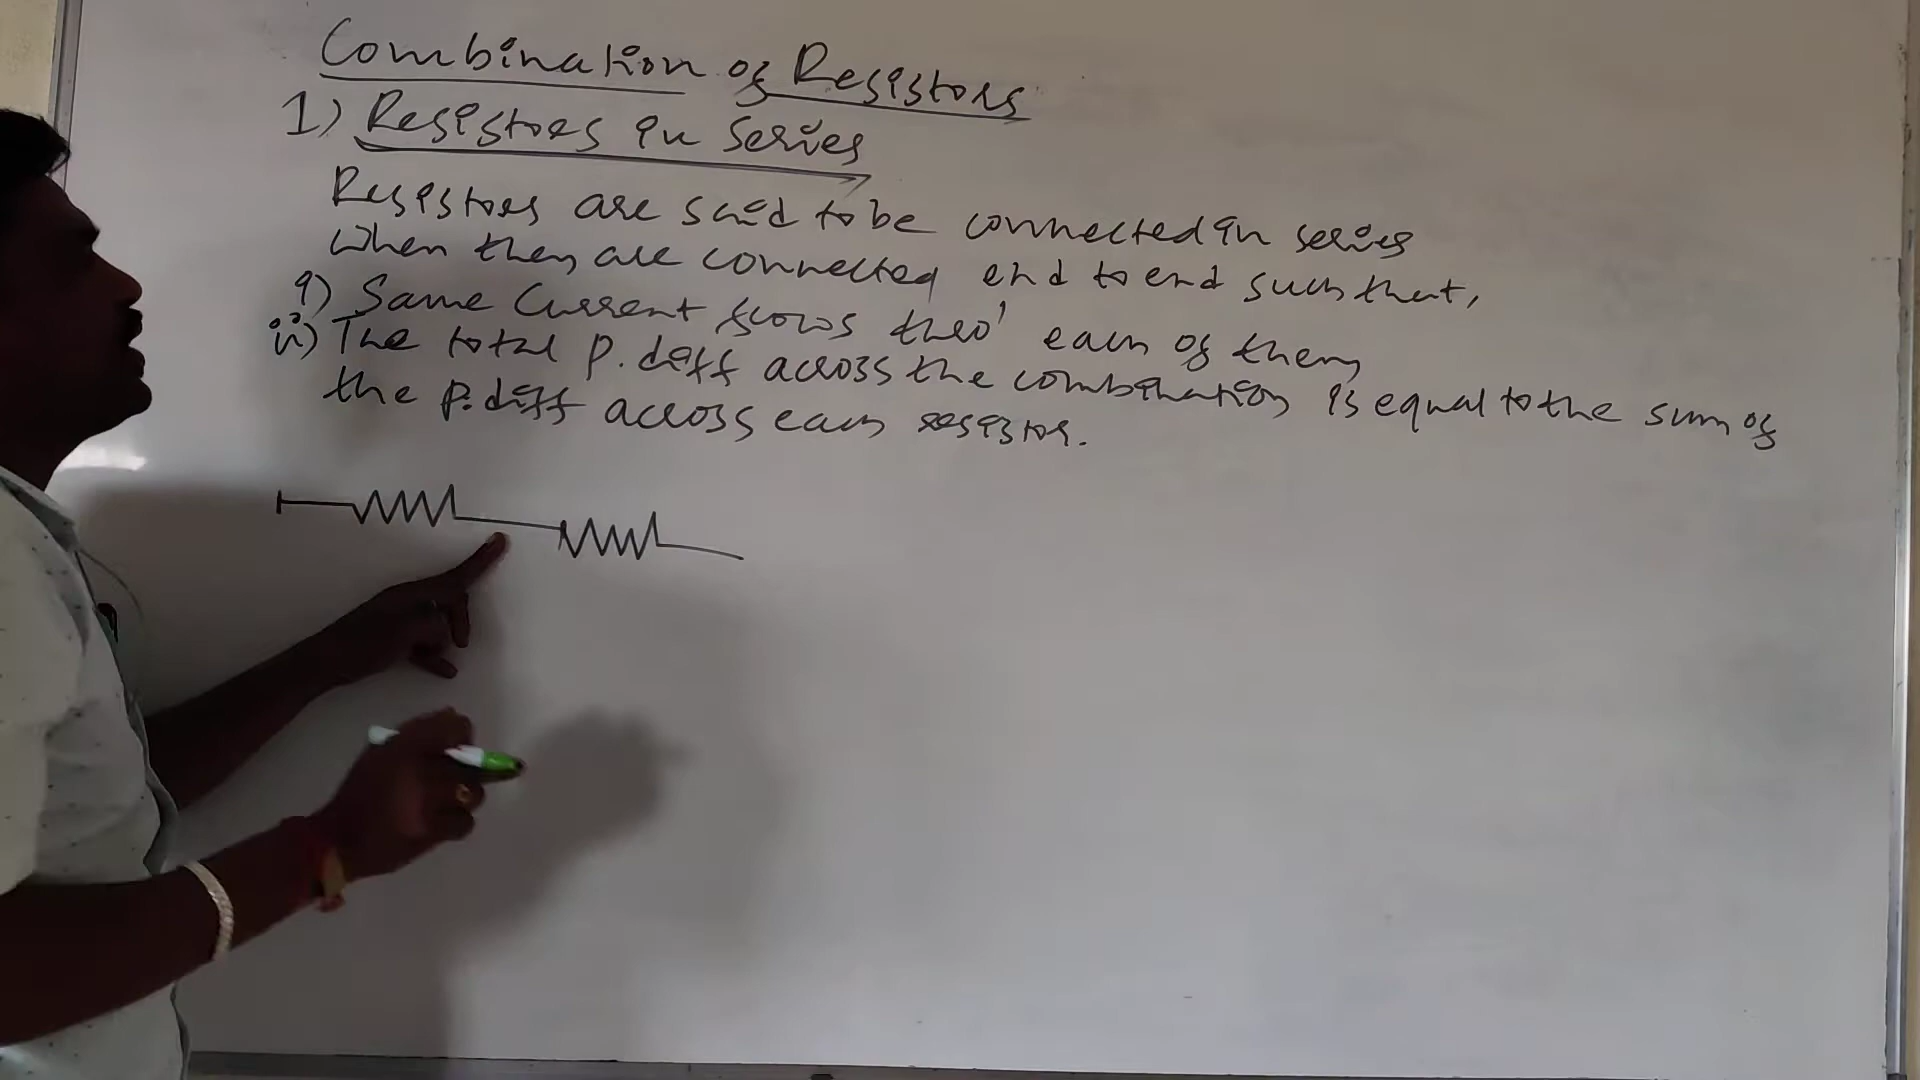 Combination of Resistors
1) Resistors in series
Resistors are said to be connected in series
when they are connected end to end such that,
i) Same Current flows thro' each of them,
ii) The total p.diff across the combination is equal to the sum of
the p.diff across each resistor.